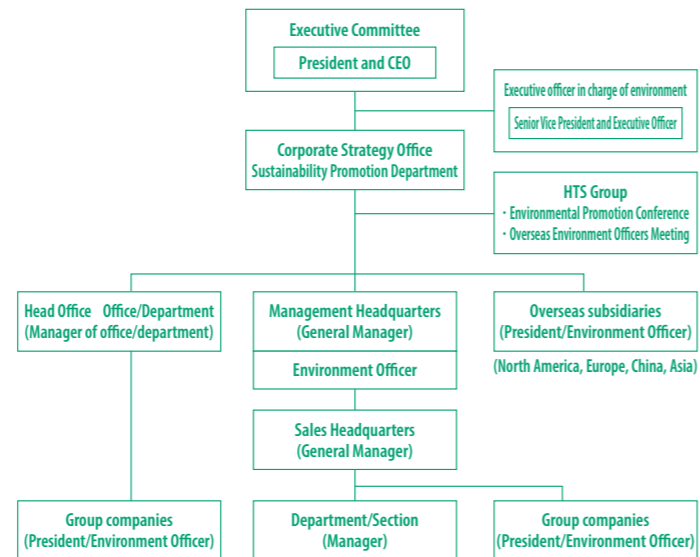 Executive Committee
President and CEO
Executive officer in charge of environment
Senior Vice President and Executive Officer
Corporate Strategy Office
Sustainability Promotion Department
HTS Group
・Environmental Promotion Conference
・Overseas Environment Officers Meeting
Head Office Office/Department
(Manager of office/department)
Management Headquarters
(General Manager)
Environment Officer
Overseas subsidiaries
(President/Environment Officer)
(North America, Europe, China, Asia)
Sales Headquarters
(General Manager)
Group companies
(President/Environment Officer)
Department/Section
(Manager)
Group companies
(President/Environment Officer)